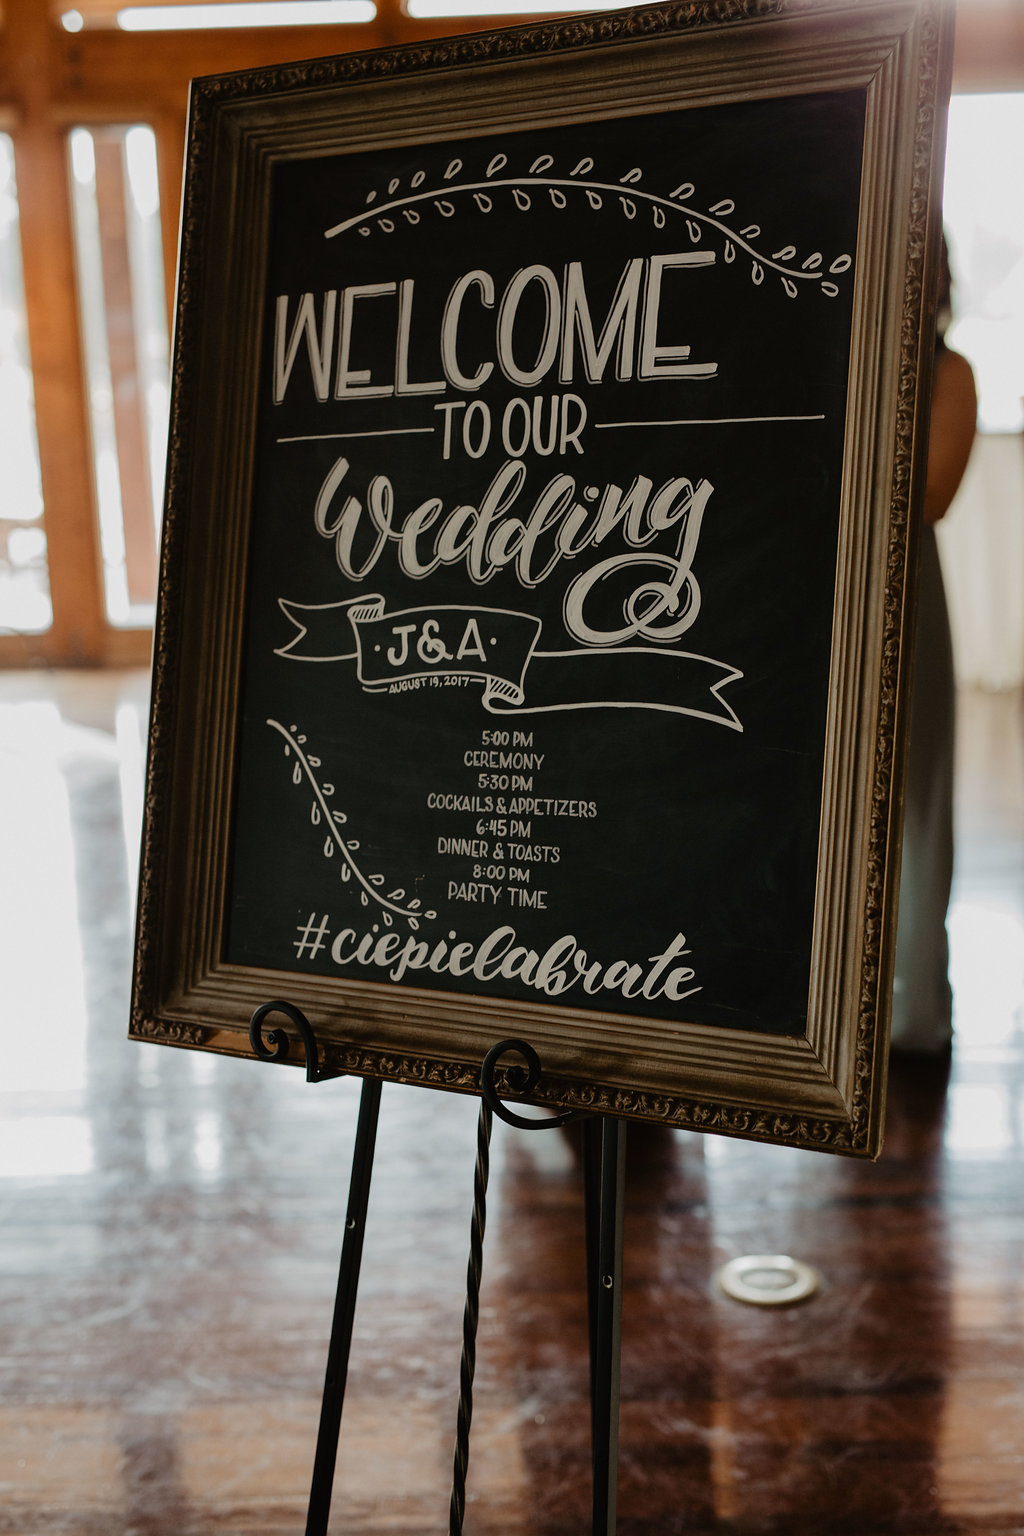 WELCOME
TO OUR
Wedding
·J&A·
AUGUST 19, 2017
5:00 PM
CEREMONY
5:30 PM
COCKAILS & APPETIZERS
6:45 PM
DINNER & TOASTS
8:00 PM
PARTY TIME
#ciepielabrate